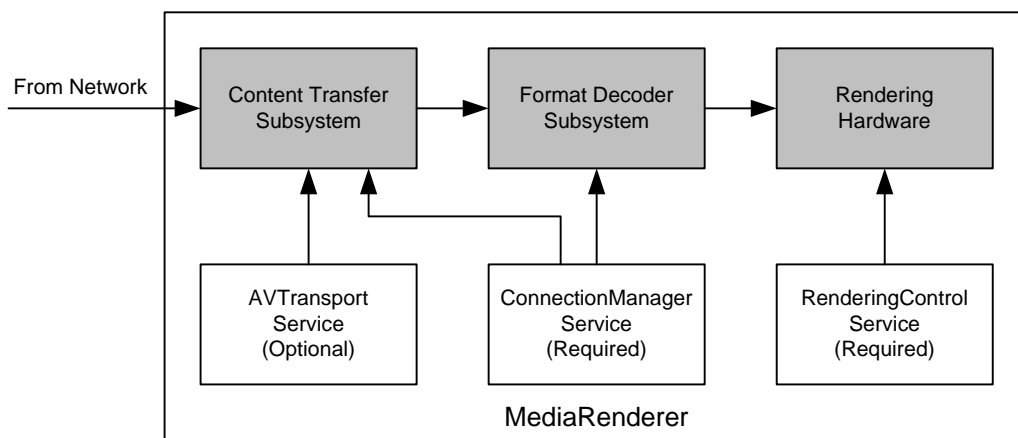 From Network
Content Transfer
Subsystem
Format Decoder
Subsystem
Rendering
Hardware
AVTransport
Service
(Optional)
ConnectionManager
Service
(Required)
RenderingControl
Service
(Required)
MediaRenderer